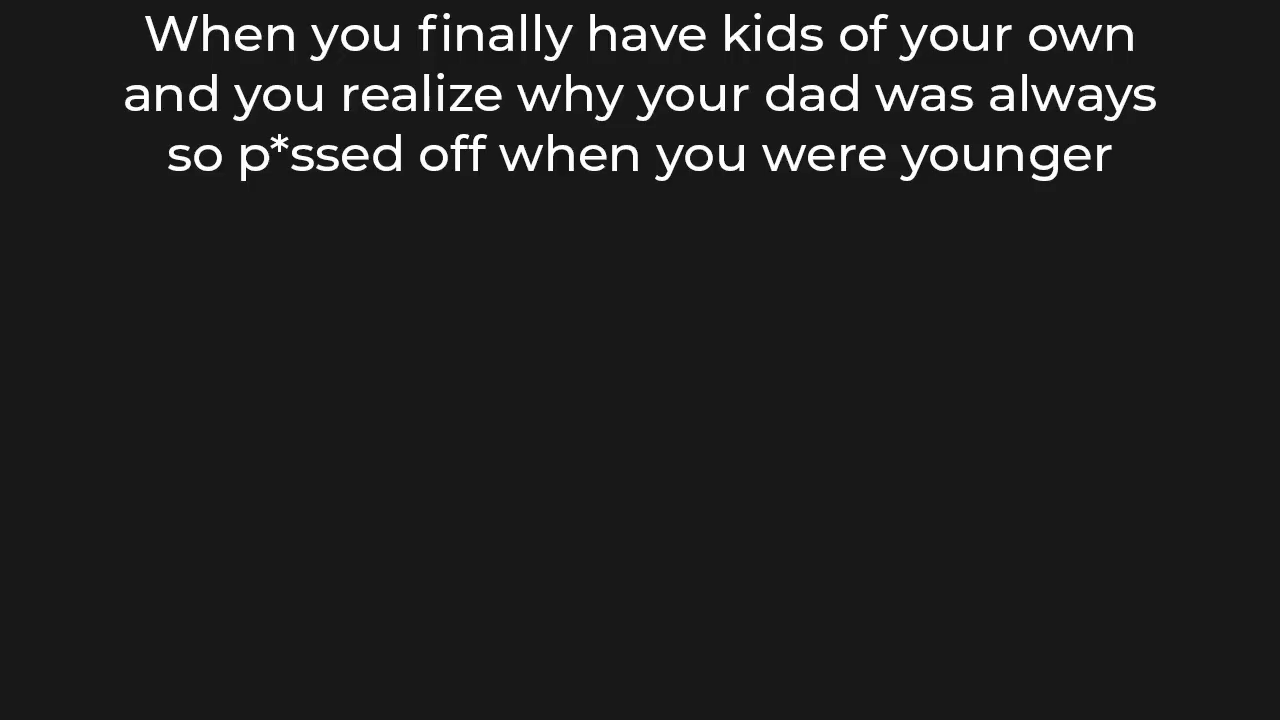 When you finally have kids of your own
and you realize why your dad was always
so p*ssed off when you were younger